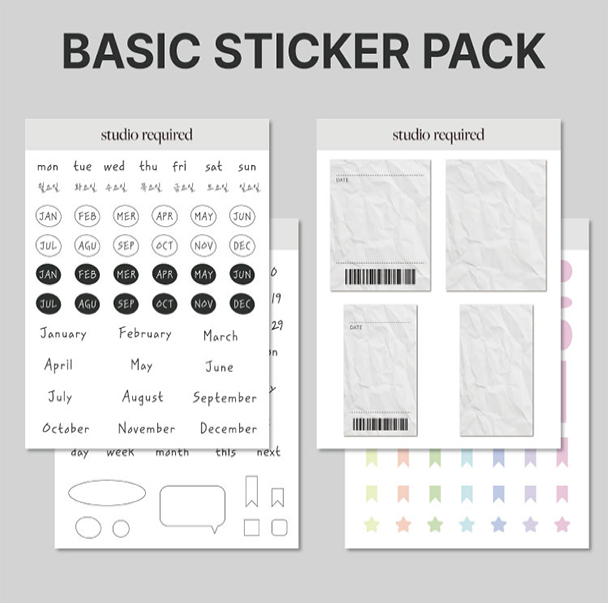 BASIC STICKER PACK
studio required
mon tue wed thu fri sat sun
월요일 화요일 수요일 목요일 금요일 토요일 일요일
JAN FEB MER APR MAY JUN
JUL AGU SEP OCT NOV DEC
JAN FEB MER APR MAY JUN
JUL AGU SEP OCT NOV DEC
January February March
April May June
July August September
October November December
0
19
29
day week month this next
studio required
DATE
DATE